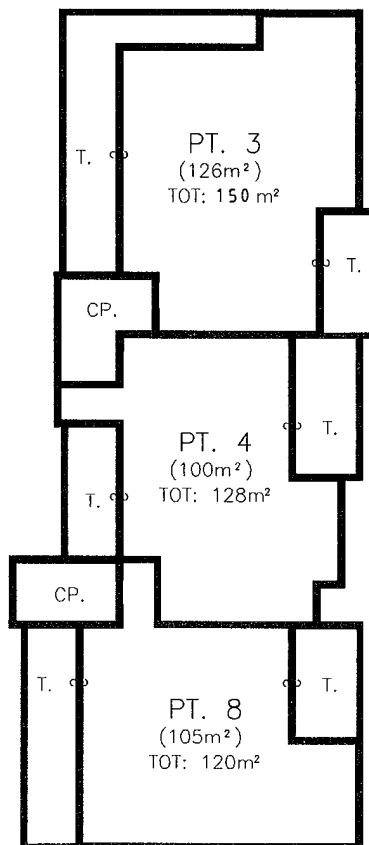 PT. 3
(126m²)
TOT: 150 m²
T.
T.
CP.
PT. 4
(100m²)
TOT: 128m²
T.
T.
CP.
PT. 8
(105m²)
TOT: 120m²
T.
T.